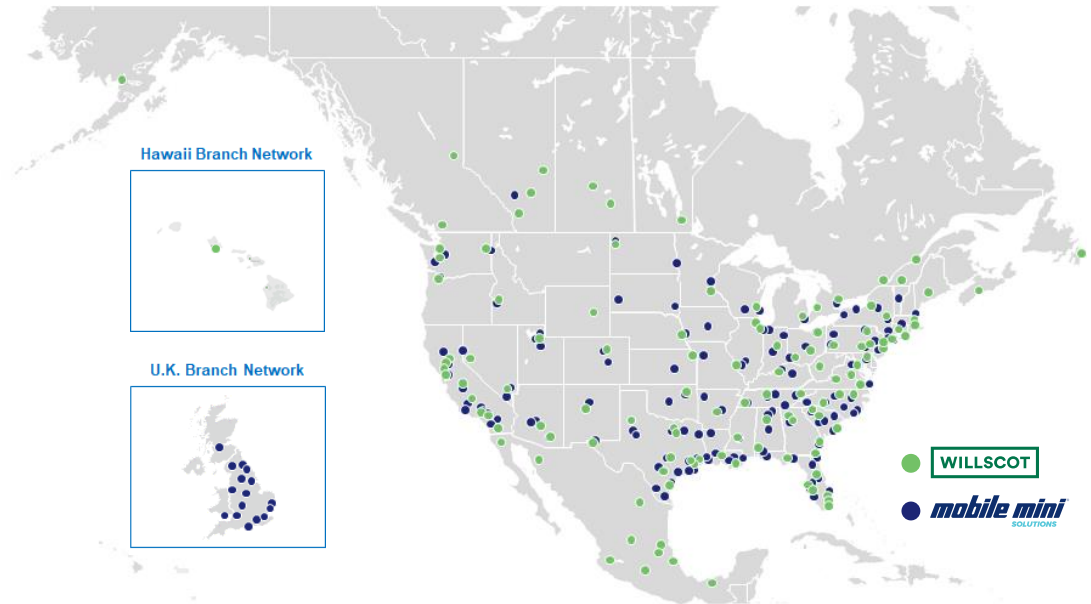 Hawaii Branch Network
U.K. Branch Network
WILLSCOT
mobile mini
SOLUTIONS